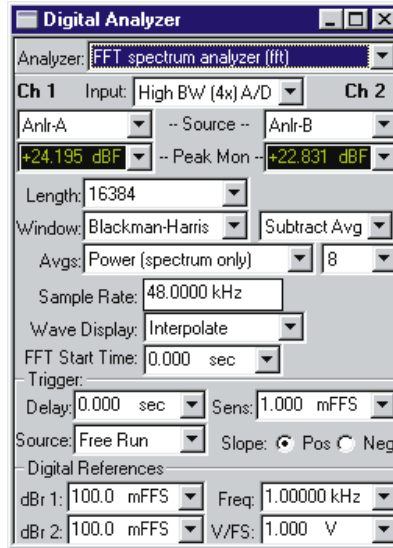 Digital Analyzer
Analyzer: FFT spectrum analyzer (fft)
Ch 1 Input: High BW (4x) A/D Ch 2
Anlr-A -- Source -- Anlr-B
+24.195 dBF -- Peak Mon -- +22.831 dBF
Length: 16384
Window: Blackman-Harris Subtract Avg
Avgs: Power (spectrum only) 8
Sample Rate: 48.0000 kHz
Wave Display: Interpolate
FFT Start Time: 0.000 sec
Trigger:
Delay: 0.000 sec Sens: 1.000 mFFS
Source: Free Run Slope: Pos Neg
Digital References
dBr 1: 100.0 mFFS Freq: 1.00000 kHz
dBr 2: 100.0 mFFS V/FS: 1.000 V